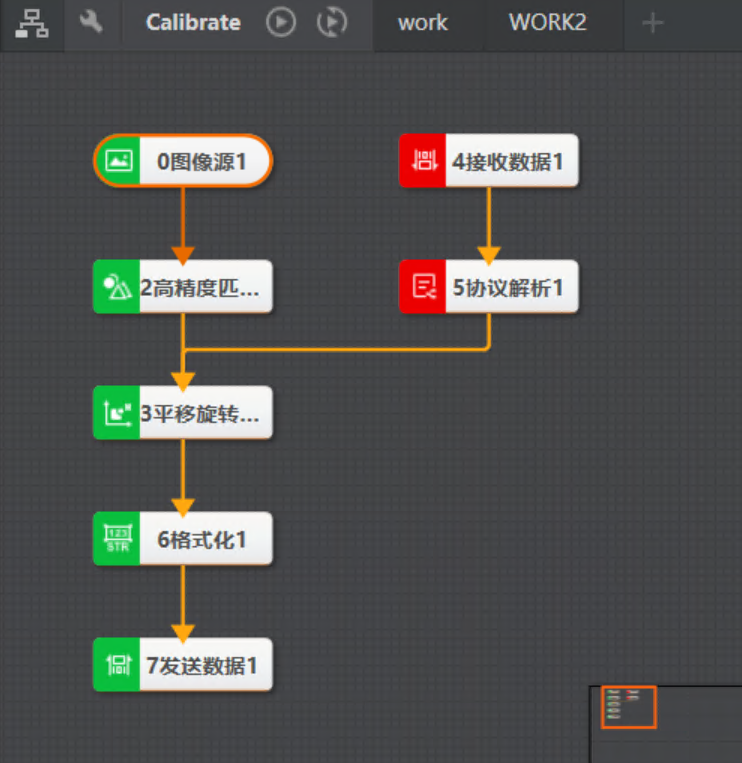 Calibrate
work
WORK2
0图像源1
4接收数据1
2高精度匹...
5协议解析1
3平移旋转...
123
STR
6格式化1
7发送数据1